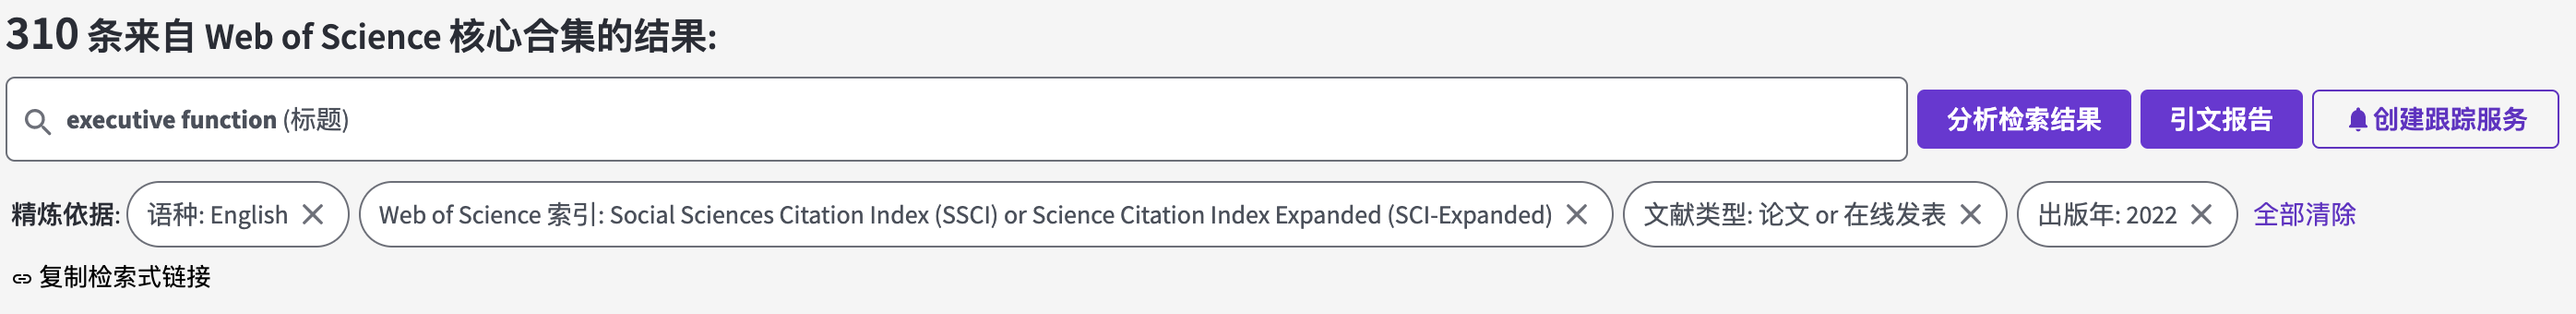 310 条来自 Web of Science 核心合集的结果:
executive function (标题)
分析检索结果
引文报告
创建跟踪服务
精炼依据: 语种: English Web of Science 索引: Social Sciences Citation Index (SSCI) or Science Citation Index Expanded (SCI-Expanded) 文献类型: 论文 or 在线发表 出版年: 2022 全部清除
复制检索式链接